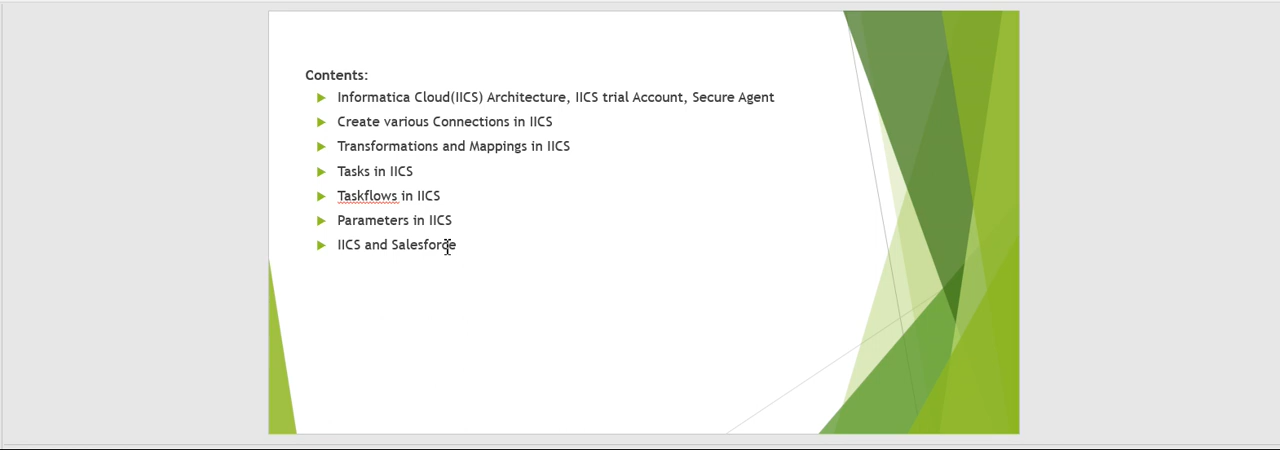 Contents:
Informatica Cloud(IICS) Architecture, IICS trial Account, Secure Agent
Create various Connections in IICS
Transformations and Mappings in IICS
Tasks in IICS
Taskflows in IICS
Parameters in IICS
IICS and Salesforce